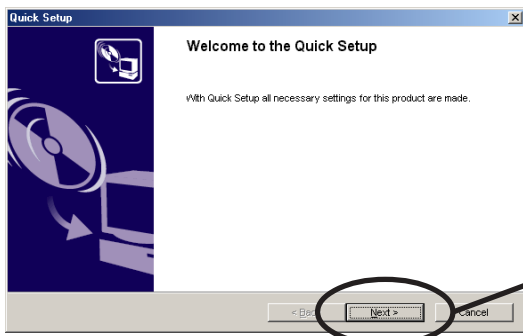 Quick Setup
Welcome to the Quick Setup
With Quick Setup all necessary settings for this product are made.
< Back Next > Cancel